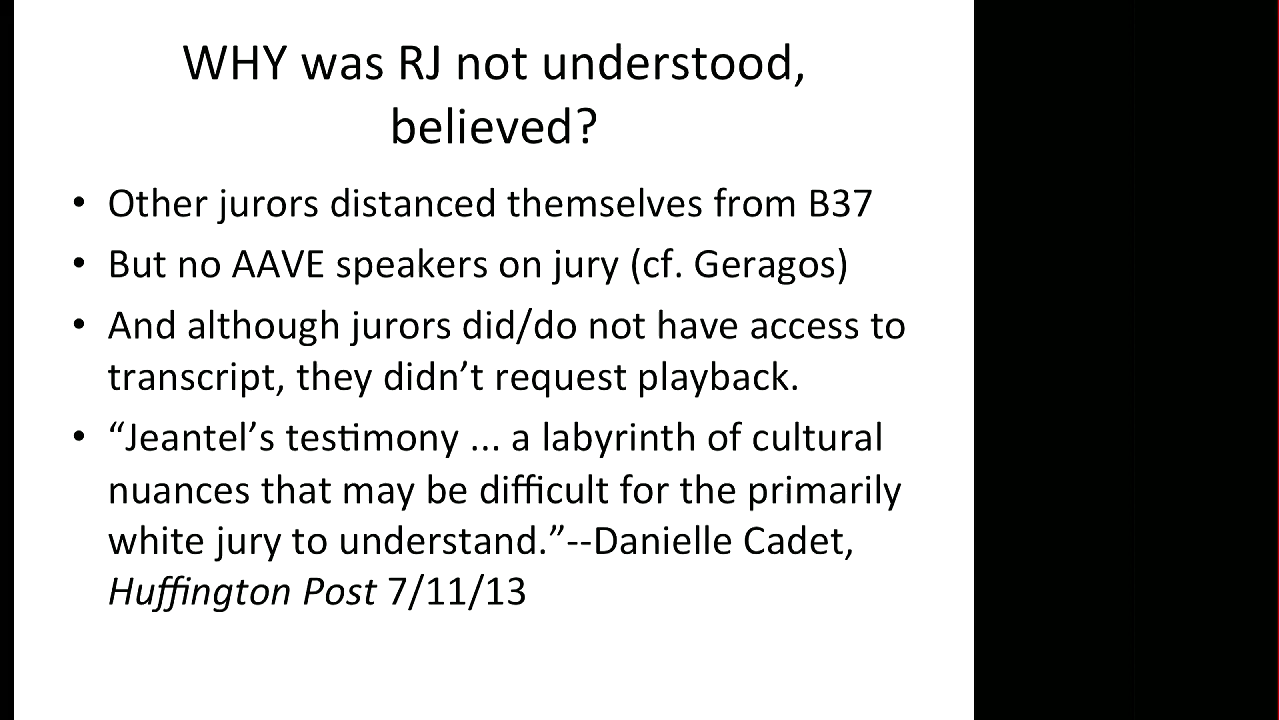 WHY was RJ not understood,
believed?
• Other jurors distanced themselves from B37
• But no AAVE speakers on jury (cf. Geragos)
• And although jurors did/do not have access to
transcript, they didn’t request playback.
• “Jeantel’s testimony ... a labyrinth of cultural
nuances that may be difficult for the primarily
white jury to understand.”--Danielle Cadet,
Huffington Post 7/11/13